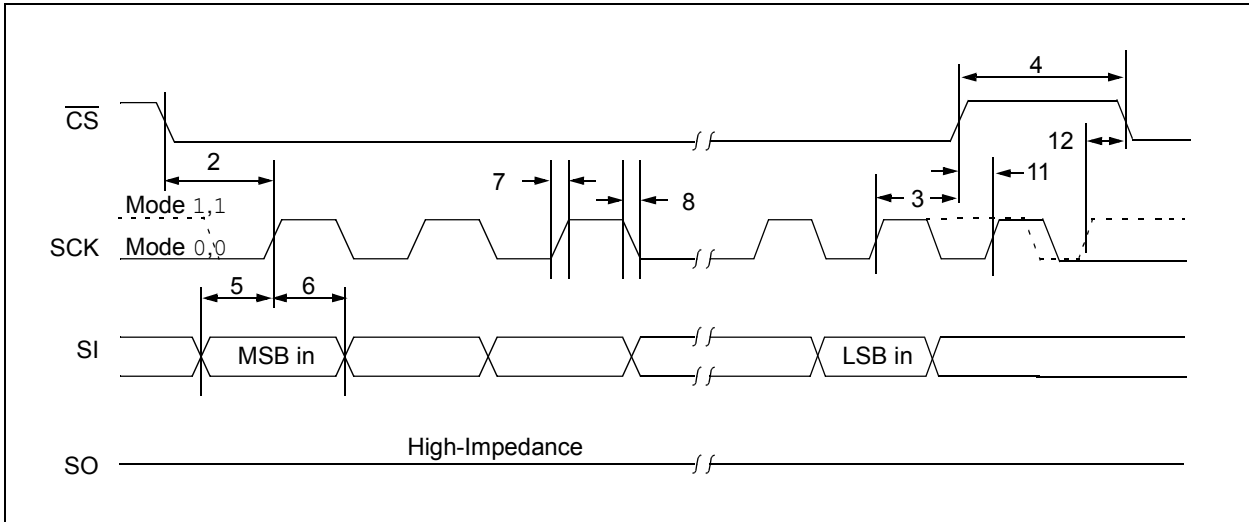 4
CS
12
2
7
8
3
11
Mode 1,1
SCK
Mode 0,0
5
6
SI
MSB in
LSB in
High-Impedance
SO